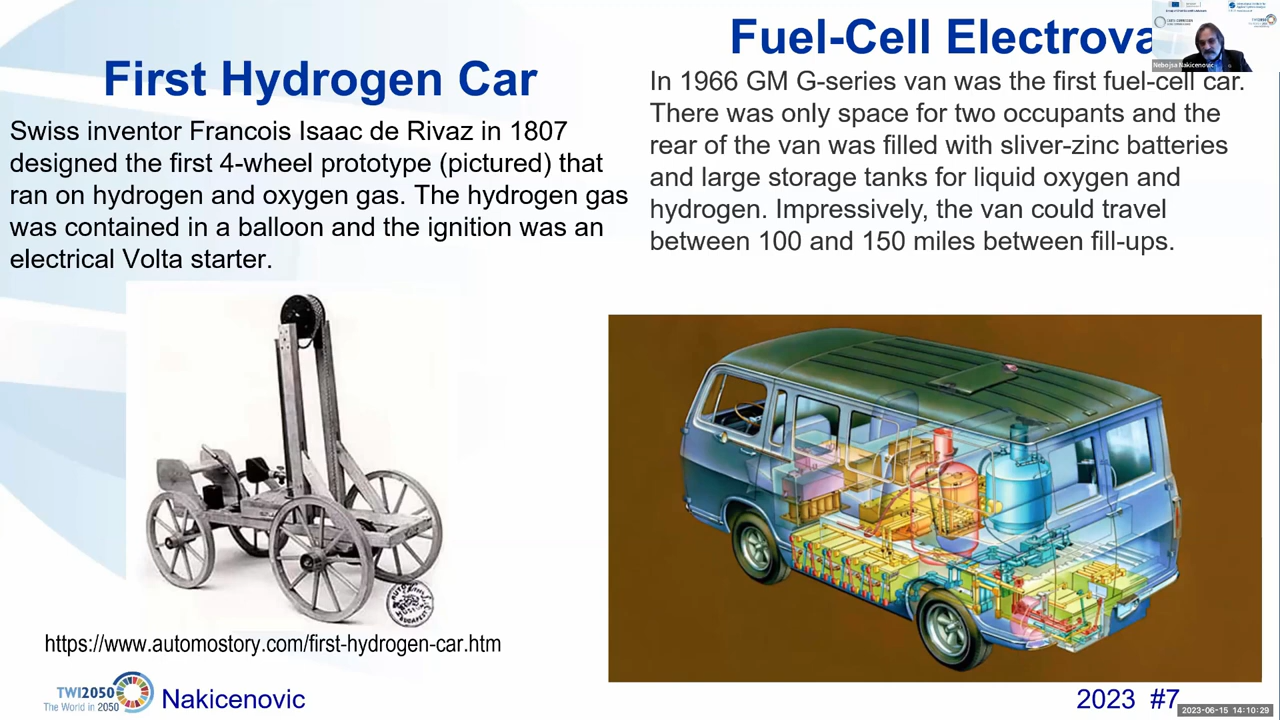 First Hydrogen Car
Swiss inventor Francois Isaac de Rivaz in 1807
designed the first 4-wheel prototype (pictured) that
ran on hydrogen and oxygen gas. The hydrogen gas
was contained in a balloon and the ignition was an
electrical Volta starter.
https://www.automostory.com/first-hydrogen-car.htm
Fuel-Cell Electrova
In 1966 GM G-series van was the first fuel-cell car.
There was only space for two occupants and the
rear of the van was filled with sliver-zinc batteries
and large storage tanks for liquid oxygen and
hydrogen. Impressively, the van could travel
between 100 and 150 miles between fill-ups.
Nebojsa Nakicenovic
TWI2050
The World in 2050
Nakicenovic
2023 #7
2023-06-15 14:10:29